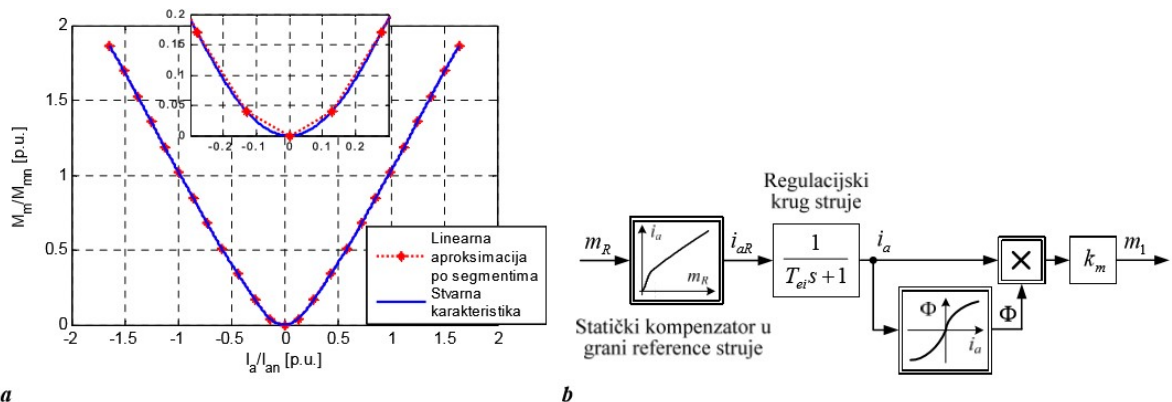 0.2
0.15
0.1
0.05
0
-0.2 -0.1 0 0.1 0.2
2
1.5
1
0.5
0
-2 -1.5 -1 -0.5 0 0.5 1 1.5 2
M_m/M_mn [p.u.]
I_a/I_an [p.u.]
Linearna
aproksimacija
po segmentima
Stvarna
karakteristika
a
Regulacijski
krug struje
m_R
i_a
m_R
i_aR
1
T_ei s + 1
i_a
×
k_m
m_1
Φ
i_a
Φ
Statički kompenzator u
grani reference struje
b